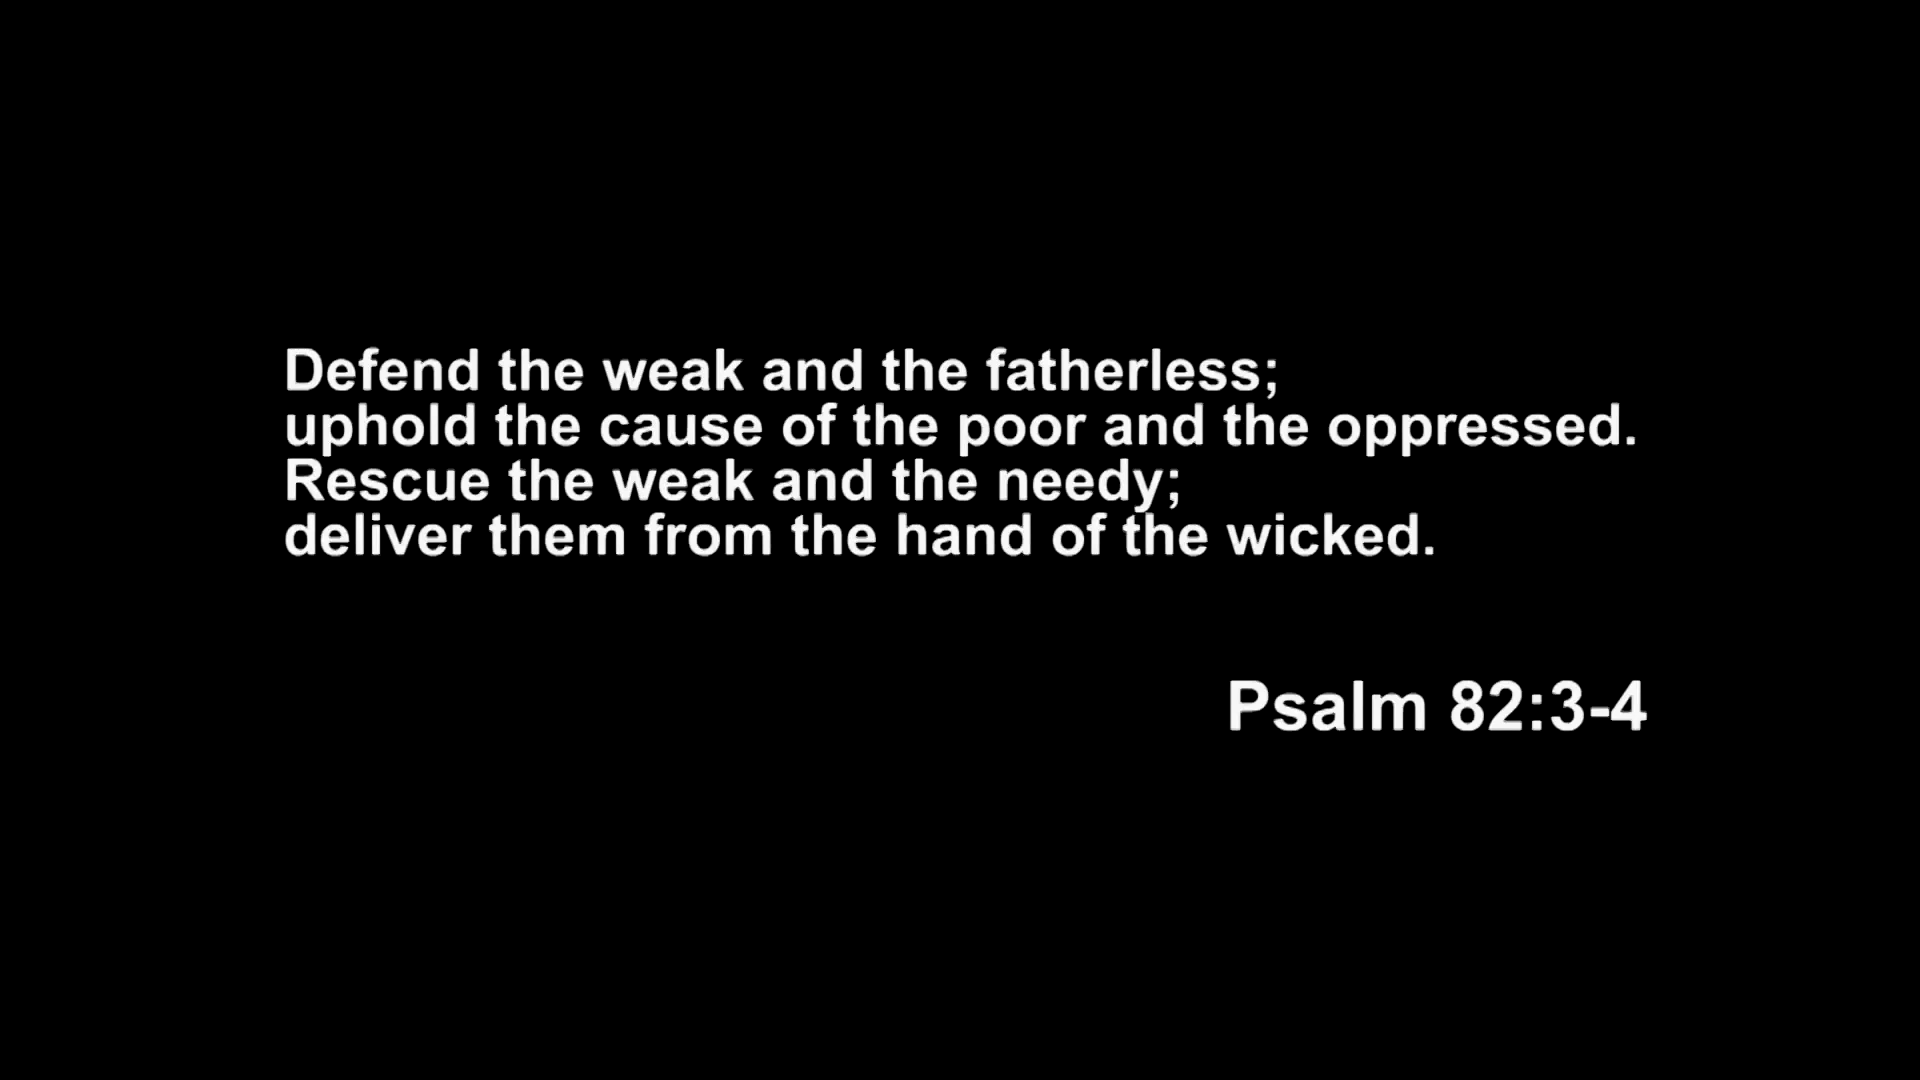 Defend the weak and the fatherless;
uphold the cause of the poor and the oppressed.
Rescue the weak and the needy;
deliver them from the hand of the wicked.
Psalm 82:3-4